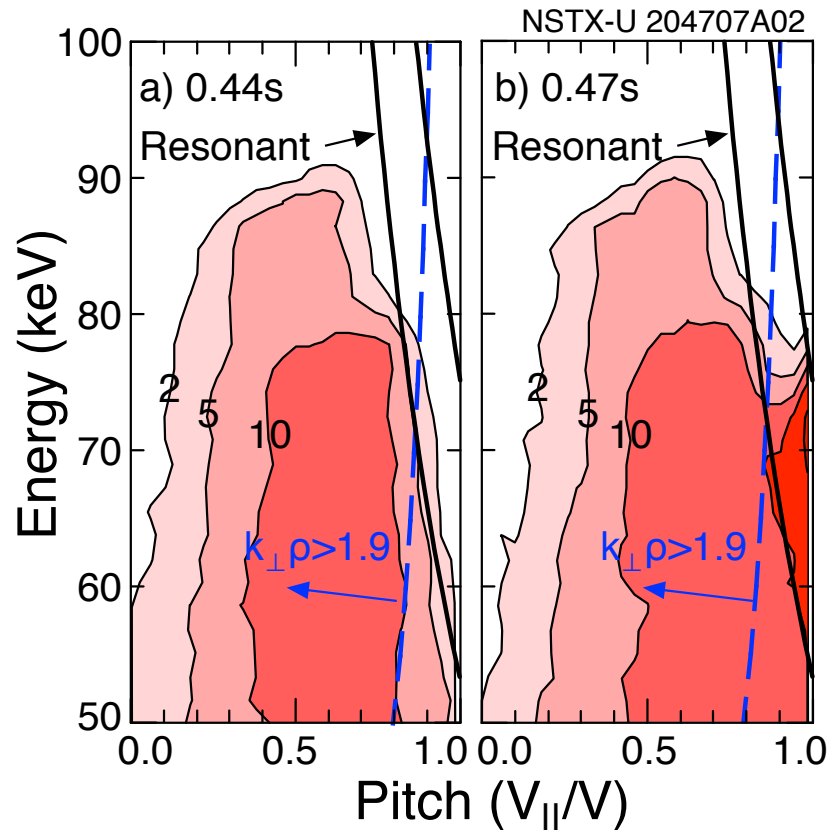 NSTX-U 204707A02
100
90
80
70
60
50
Energy (keV)
a) 0.44s
Resonant
2
5
10
k⊥ρ>1.9
0.0 0.5 1.0
b) 0.47s
Resonant
2
5
10
k⊥ρ>1.9
0.0 0.5 1.0
Pitch (V||/V)